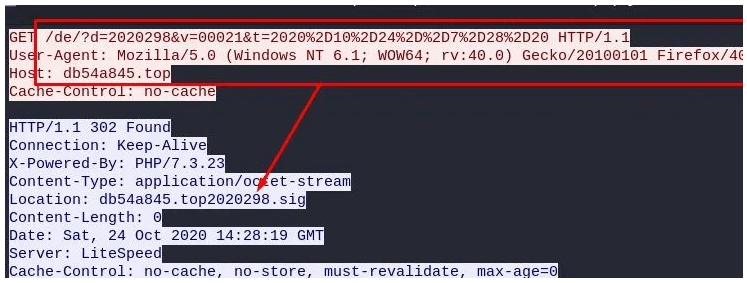 GET /de/?d=2020298&v=00021&t=2020%2D10%2D24%2D%2D7%2D28%2D20 HTTP/1.1
User-Agent: Mozilla/5.0 (Windows NT 6.1; WOW64; rv:40.0) Gecko/20100101 Firefox/40
Host: db54a845.top
Cache-Control: no-cache
HTTP/1.1 302 Found
Connection: Keep-Alive
X-Powered-By: PHP/7.3.23
Content-Type: application/octet-stream
Location: db54a845.top2020298.sig
Content-Length: 0
Date: Sat, 24 Oct 2020 14:28:19 GMT
Server: LiteSpeed
Cache-Control: no-cache, no-store, must-revalidate, max-age=0